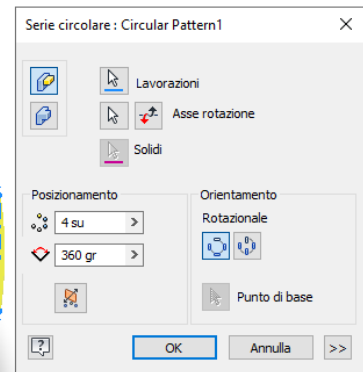 Serie circolare : Circular Pattern1
Lavorazioni
Asse rotazione
Solidi
Posizionamento
4 su >
360 gr >
Orientamento
Rotazionale
Punto di base
?
OK
Annulla
>>